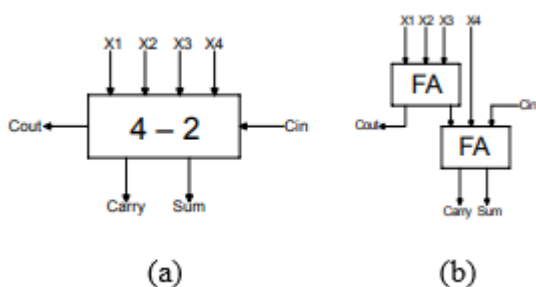 X1 X2 X3 X4
Cout 4 – 2 Cin
Carry Sum
(a)
X1 X2 X3 X4
FA
Cout Cin
FA
Carry Sum
(b)